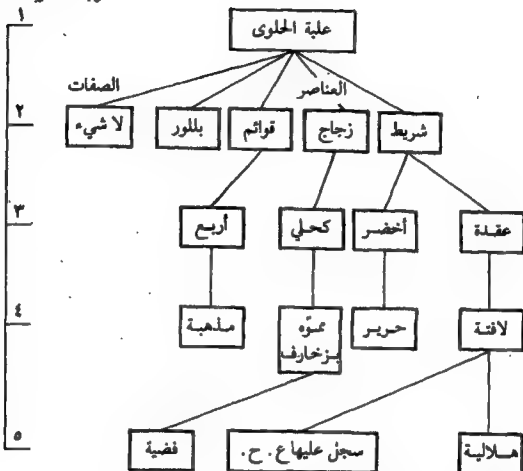 ١
علبة الحلوى
الصفات
العناصر
٢
شريط
زجاج
قوائم
بللور
لا شيء
٣
عقدة
أخضر
كحلي
أربع
٤
لافتة
حرير
مموّه
بزخارف
مذهبة
٥
هلالية
سجل عليها ع . ح .
فضية